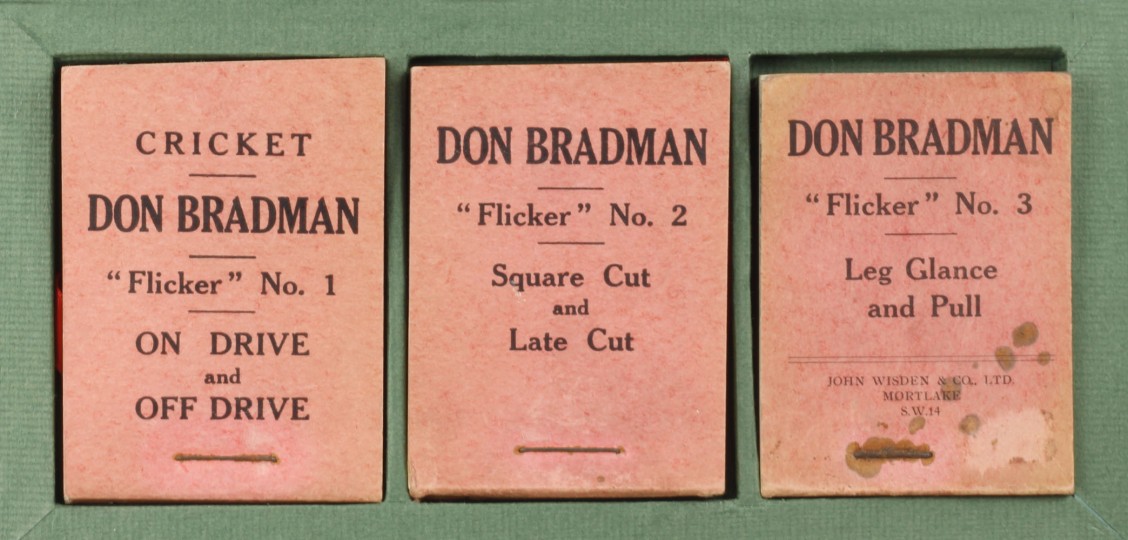 CRICKET
DON BRADMAN
"Flicker" No. 1
ON DRIVE
and
OFF DRIVE
DON BRADMAN
"Flicker" No. 2
Square Cut
and
Late Cut
DON BRADMAN
"Flicker" No. 3
Leg Glance
and Pull
JOHN WISDEN & CO., LTD.
MORTLAKE
S.W.14